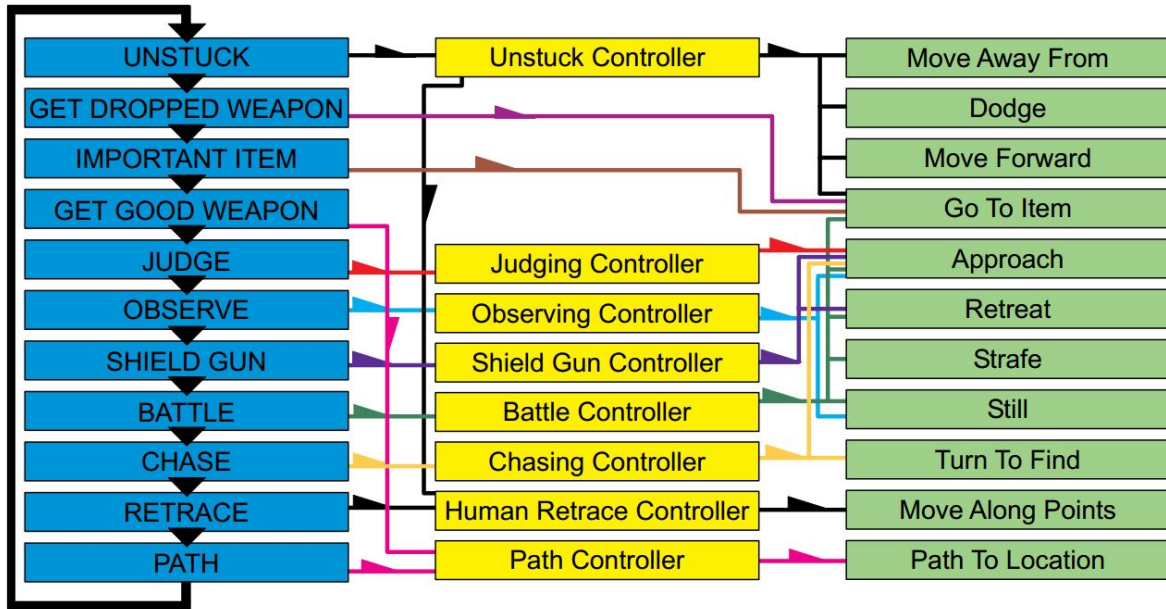 UNSTUCK
GET DROPPED WEAPON
IMPORTANT ITEM
GET GOOD WEAPON
JUDGE
OBSERVE
SHIELD GUN
BATTLE
CHASE
RETRACE
PATH
Unstuck Controller
Judging Controller
Observing Controller
Shield Gun Controller
Battle Controller
Chasing Controller
Human Retrace Controller
Path Controller
Move Away From
Dodge
Move Forward
Go To Item
Approach
Retreat
Strafe
Still
Turn To Find
Move Along Points
Path To Location